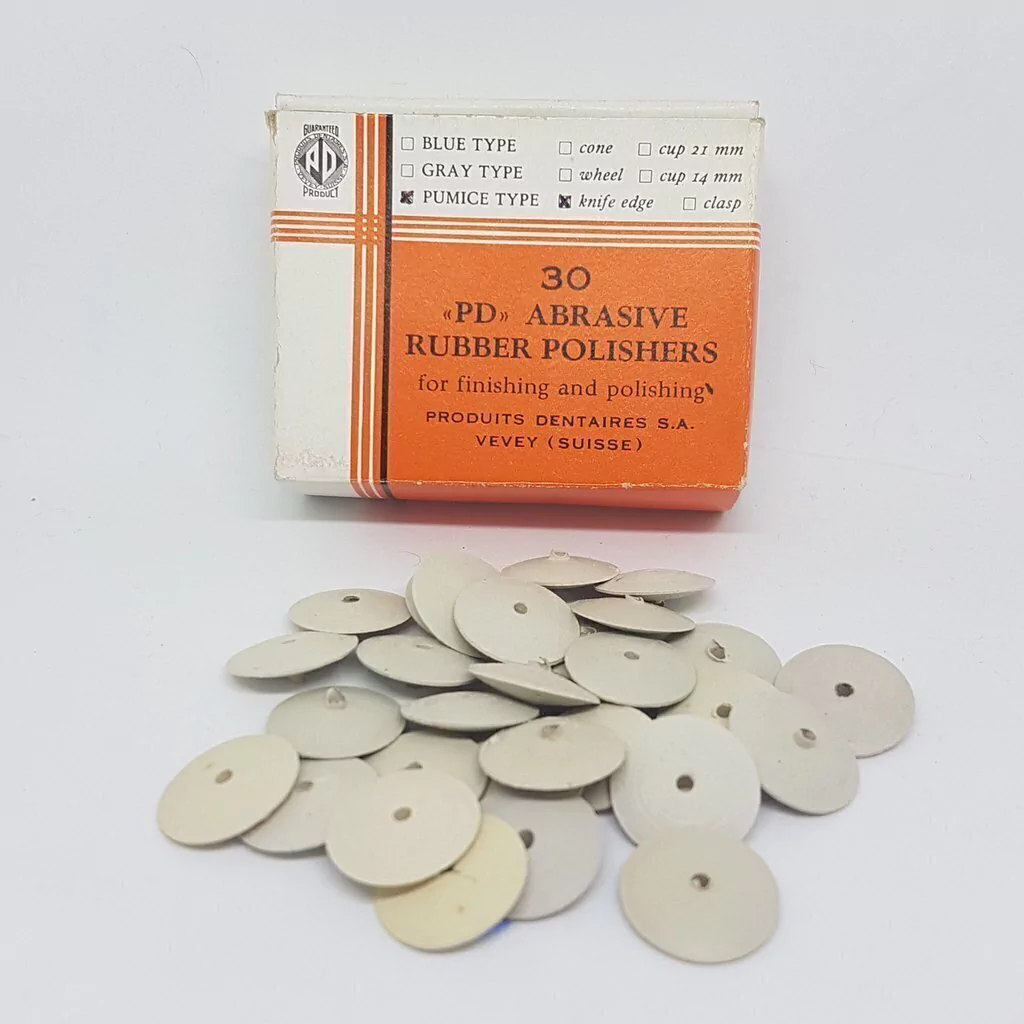 GUARANTEED
PD
PRODUCT
☐ BLUE TYPE ☐ cone ☐ cup 21 mm
☐ GRAY TYPE ☐ wheel ☐ cup 14 mm
☒ PUMICE TYPE ☒ knife edge ☐ clasp
30
«PD» ABRASIVE
RUBBER POLISHERS
for finishing and polishing
PRODUITS DENTAIRES S.A.
VEVEY (SUISSE)